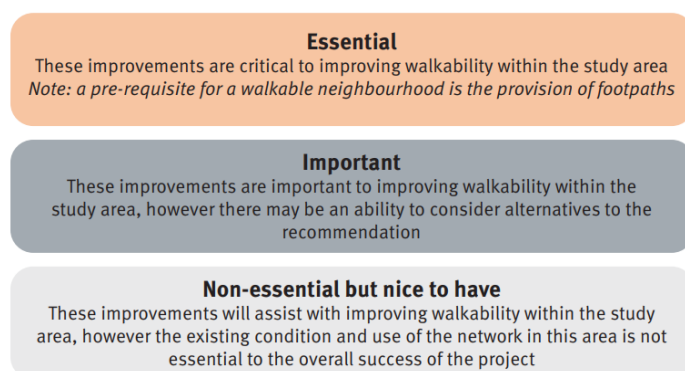 Essential
These improvements are critical to improving walkability within the study area
Note: a pre-requisite for a walkable neighbourhood is the provision of footpaths
Important
These improvements are important to improving walkability within the
study area, however there may be an ability to consider alternatives to the
recommendation
Non-essential but nice to have
These improvements will assist with improving walkability within the study
area, however the existing condition and use of the network in this area is not
essential to the overall success of the project